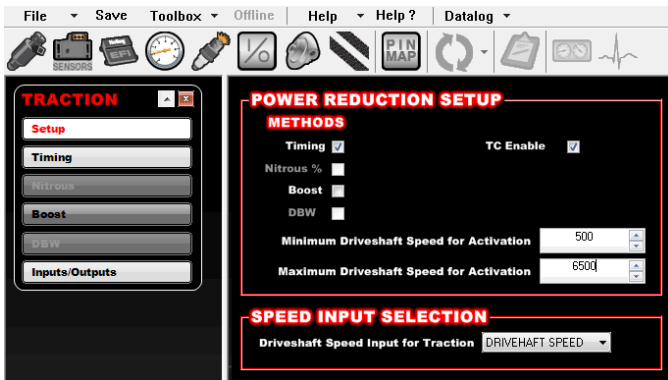 File Save Toolbox Offline Help Help ? Datalog
SENSORS EFI I/O PIN MAP
TRACTION
Setup
Timing
Nitrous
Boost
DBW
Inputs/Outputs
POWER REDUCTION SETUP
METHODS
Timing TC Enable
Nitrous %
Boost
DBW
Minimum Driveshaft Speed for Activation 500
Maximum Driveshaft Speed for Activation 6500
SPEED INPUT SELECTION
Driveshaft Speed Input for Traction DRIVEHAFT SPEED